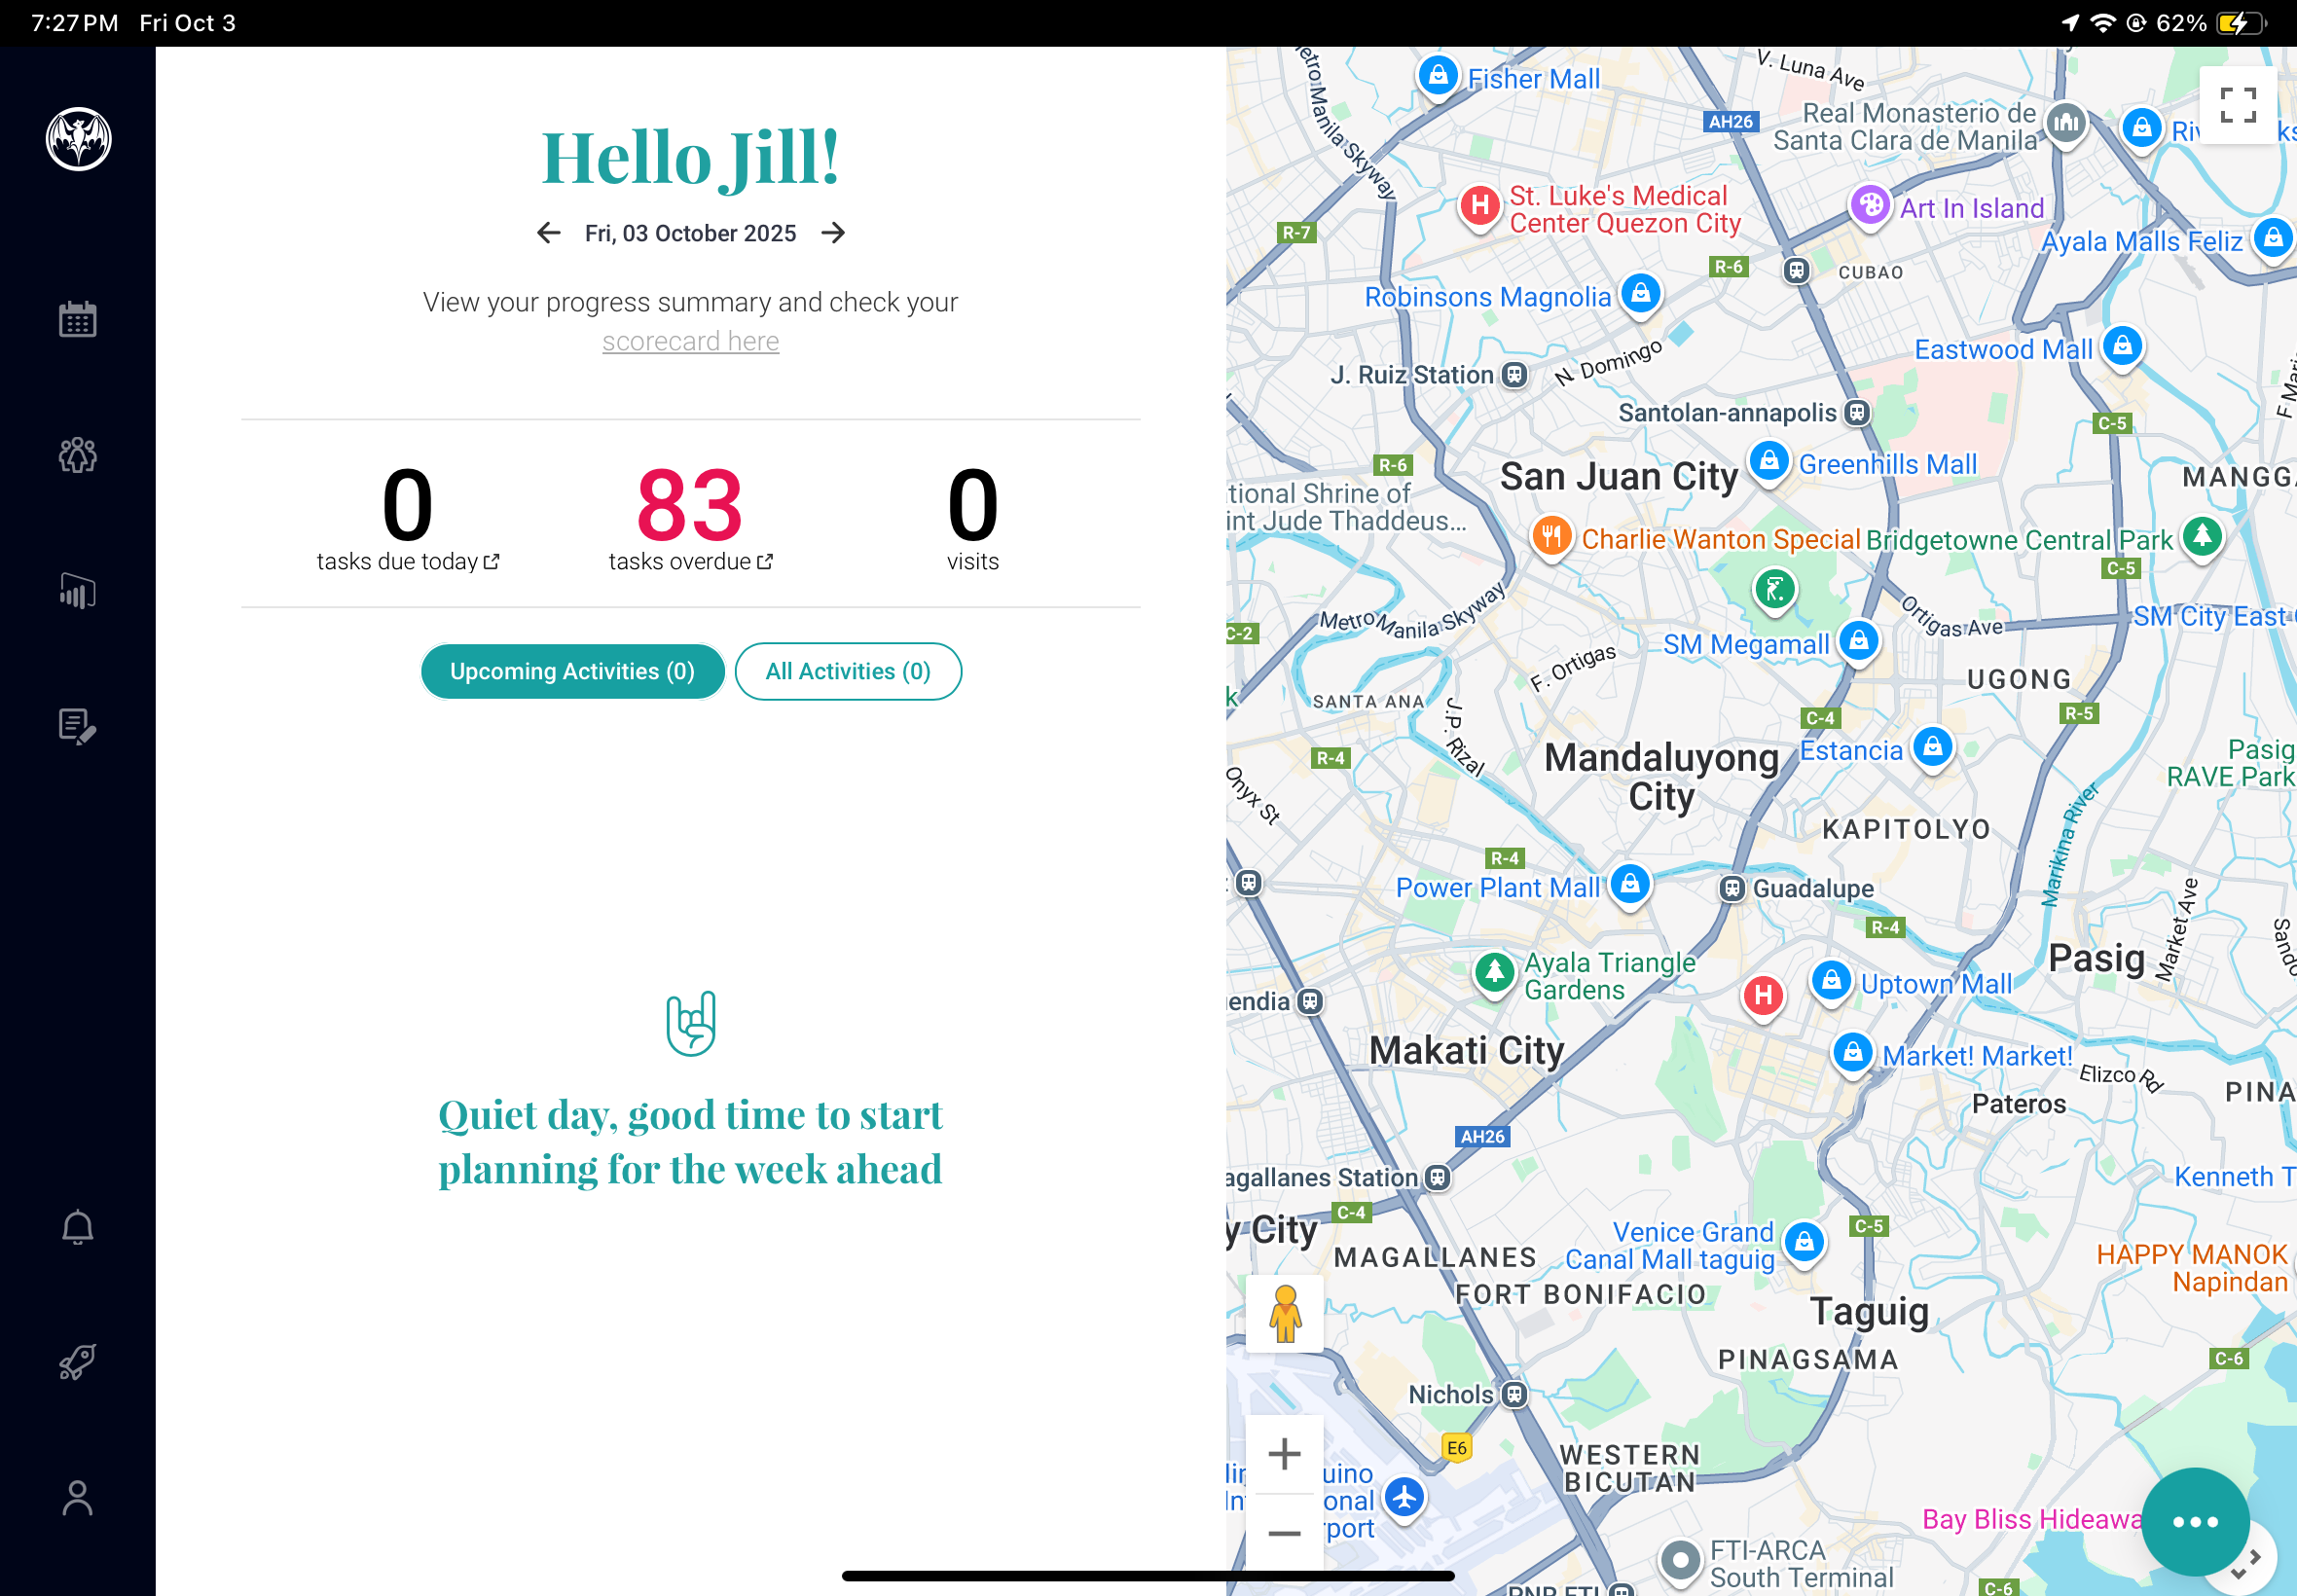 7:27 PM Fri Oct 3
62%
Hello Jill!
Fri, 03 October 2025
View your progress summary and check your
scorecard here
0
tasks due today
83
tasks overdue
0
visits
Upcoming Activities (0)
All Activities (0)
Quiet day, good time to start
planning for the week ahead
Fisher Mall
V. Luna Ave
AH26
Real Monasterio de
Santa Clara de Manila
Metro Manila Skyway
St. Luke's Medical
Center Quezon City
Art In Island
R-7
Ayala Malls Feliz
R-6
CUBAO
Robinsons Magnolia
N. Domingo
Eastwood Mall
J. Ruiz Station
Santolan-annapolis
C-5
R-6
San Juan City
Greenhills Mall
int Jude Thaddeus...
Shrine of
Charlie Wanton Special
Bridgetowne Central Park
C-5
Metro Manila Skyway
Ortigas Ave
SM City East
C-2
SM Megamall
F. Ortigas
UGONG
SANTA ANA
J.P. Rizal
C-4
R-5
R-4
Mandaluyong
City
Estancia
Pasig
RAVE Park
Onyx St
KAPITOLYO
Marikina River
R-4
Power Plant Mall
Guadalupe
R-4
Market Ave
Ayala Triangle
Gardens
Pasig
Uptown Mall
Makati City
Market! Market!
Elizco Rd
Pateros
AH26
Station
Kenneth
C-4
City
MAGALLANES
Venice Grand
Canal Mall taguig
C-5
HAPPY MANOK
Napindan
FORT BONIFACIO
Taguig
PINAGSAMA
C-6
Nichols
E6
WESTERN
BICUTAN
Bay Bliss
FTI-ARCA
South Terminal
C-6